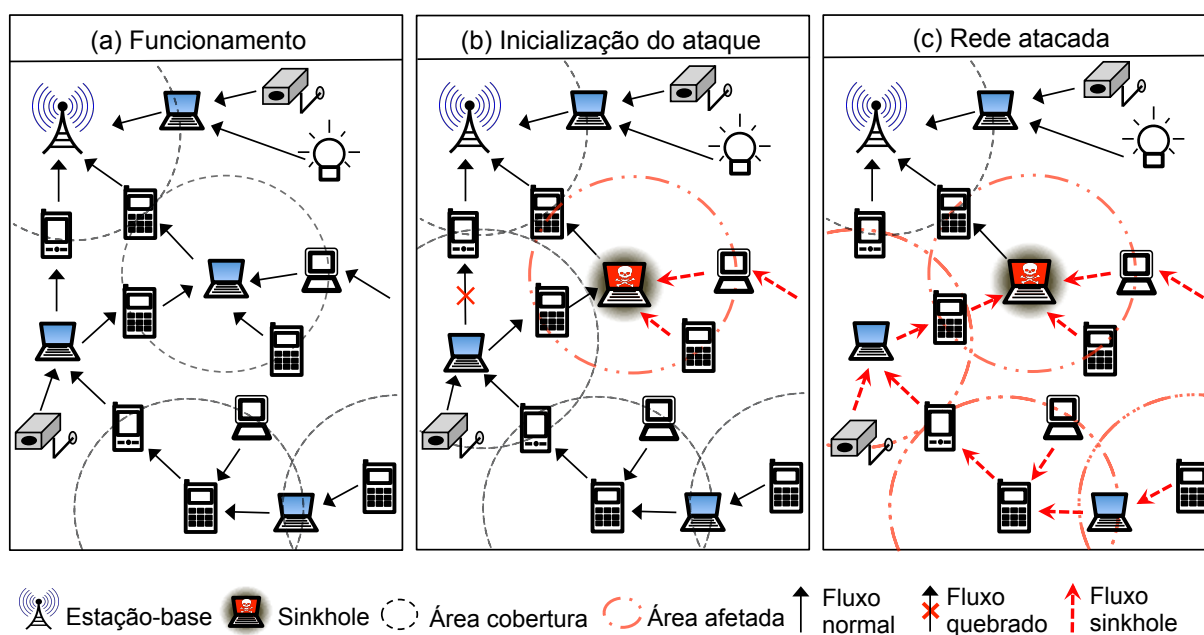 (a) Funcionamento
(b) Inicialização do ataque
(c) Rede atacada
Estação-base
Sinkhole
Área cobertura
Área afetada
Fluxo
normal
Fluxo
quebrado
Fluxo
sinkhole